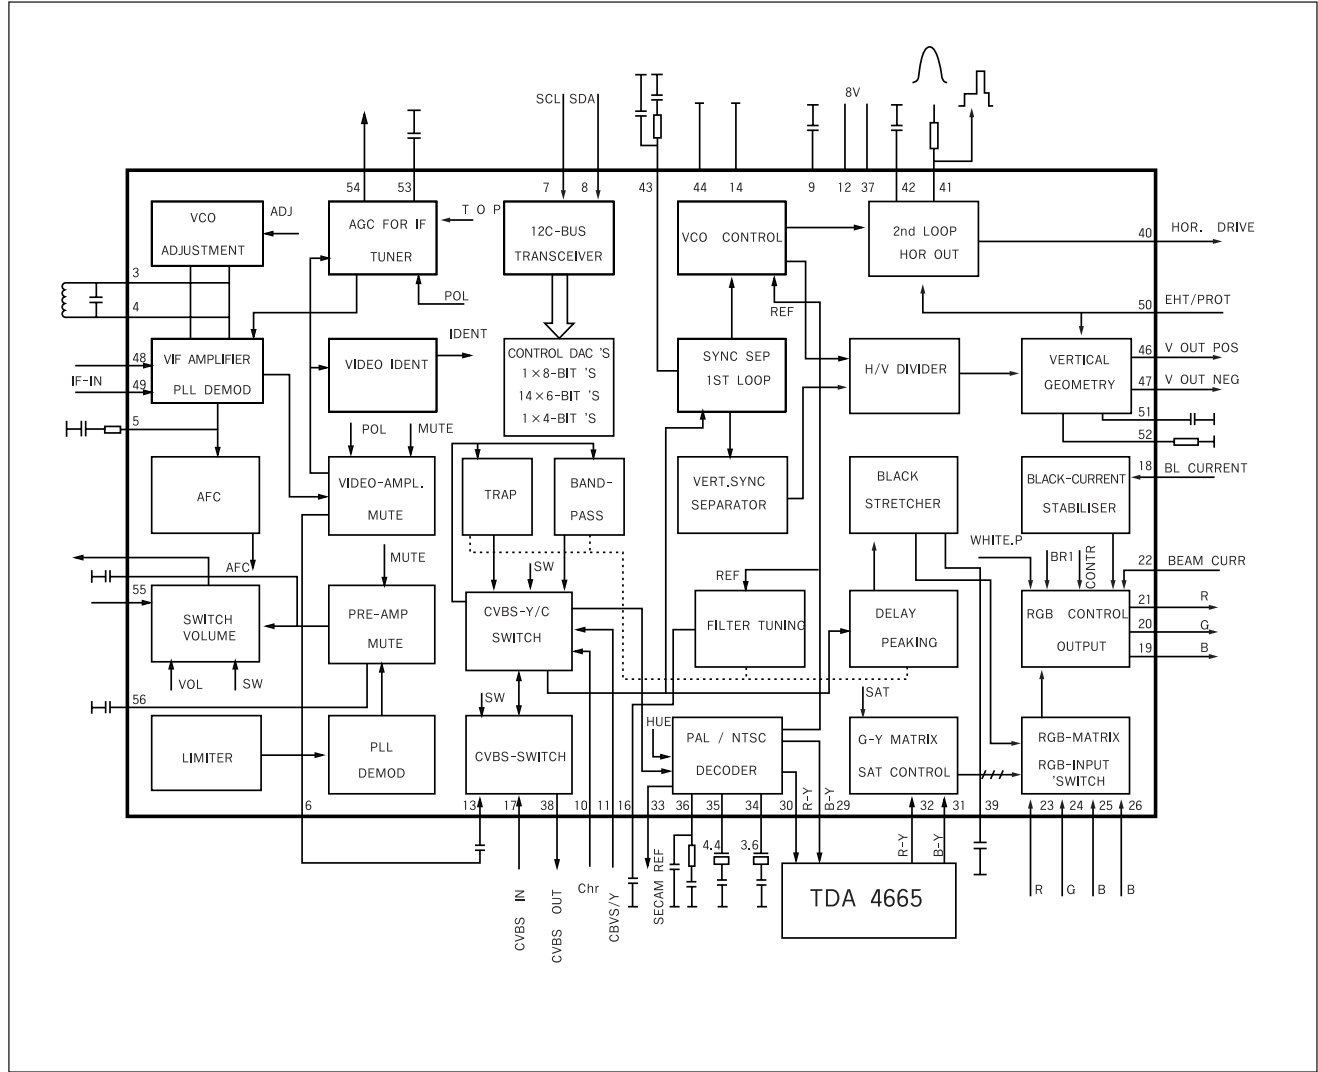 8V
SCL SDA
54
53
7
8
43
44
14
9
12
37
42
41
VCO
ADJUSTMENT
ADJ
AGC FOR IF
TUNER
T O P
12C-BUS
TRANSCEIVER
VCO CONTROL
2nd LOOP
HOR OUT
40
HOR. DRIVE
3
4
POL
REF
50
EHT/PROT
IDENT
48
49
IF-IN
VIF AMPLIFIER
PLL DEMOD
VIDEO IDENT
CONTROL DAC 'S
1×8-BIT 'S
14×6-BIT 'S
1×4-BIT 'S
SYNC SEP
1ST LOOP
H/V DIVIDER
VERTICAL
GEOMETRY
46
V OUT POS
47
V OUT NEG
51
52
5
POL
MUTE
AFC
VIDEO-AMPL.
MUTE
TRAP
BAND-
PASS
VERT.SYNC
SEPARATOR
BLACK
STRETCHER
BLACK-CURRENT
STABILISER
18
BL CURRENT
AFC
MUTE
SW
REF
WHITE.P
BR1
CONTR
22
BEAM CURR
55
SWITCH
VOLUME
PRE-AMP
MUTE
CVBS-Y/C
SWITCH
FILTER TUNING
DELAY
PEAKING
RGB CONTROL
OUTPUT
21
R
20
G
19
B
VOL
SW
56
SW
HUE
SAT
LIMITER
PLL
DEMOD
CVBS-SWITCH
PAL / NTSC
DECODER
G-Y MATRIX
SAT CONTROL
RGB-MATRIX
RGB-INPUT
'SWITCH
6
13
17
38
10
11
16
33
36
35
34
30
R-Y
B-Y
29
32
31
39
23
24
25
26
R-Y
B-Y
4.4
3.6
CVBS IN
CVBS OUT
Chr
CBVS/Y
SECAM REF
TDA 4665
R
G
B
B